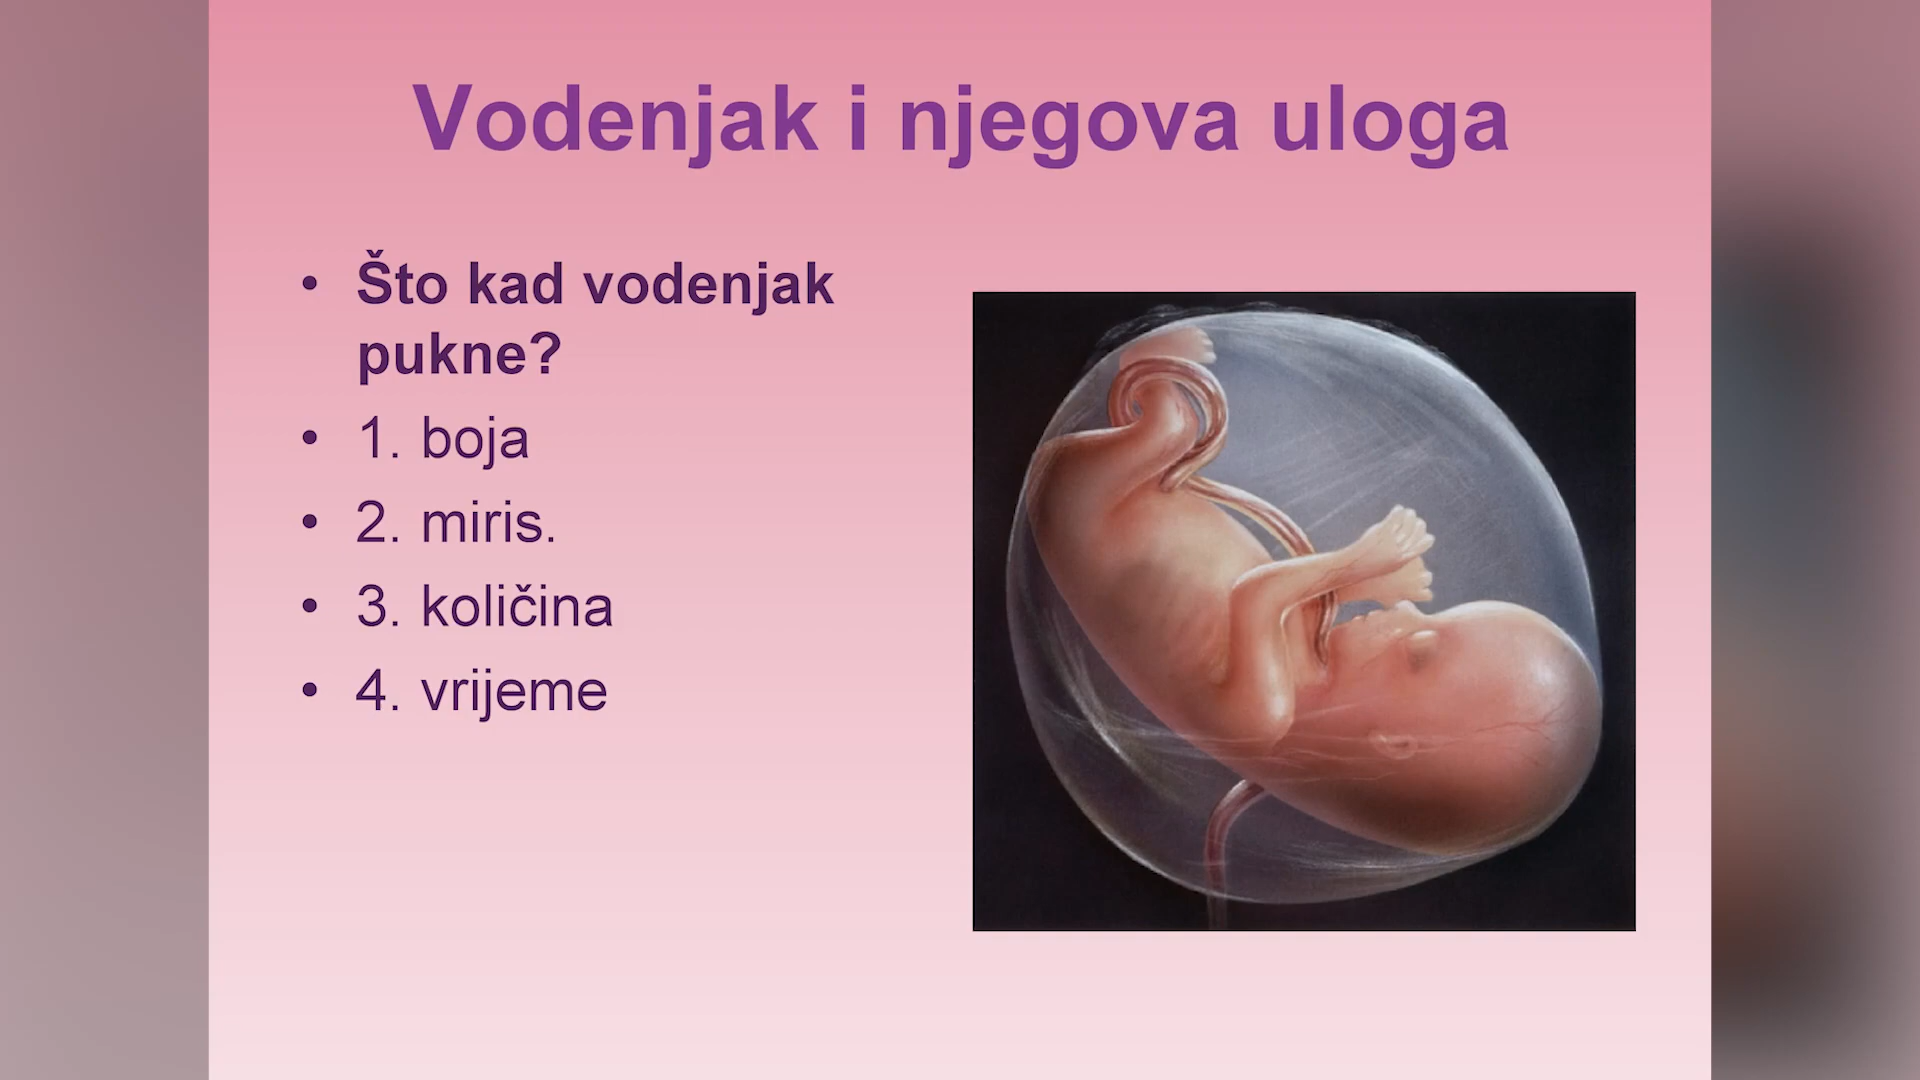 Vodenjak i njegova uloga
• Što kad vodenjak
pukne?
• 1. boja
• 2. miris.
• 3. količina
• 4. vrijeme